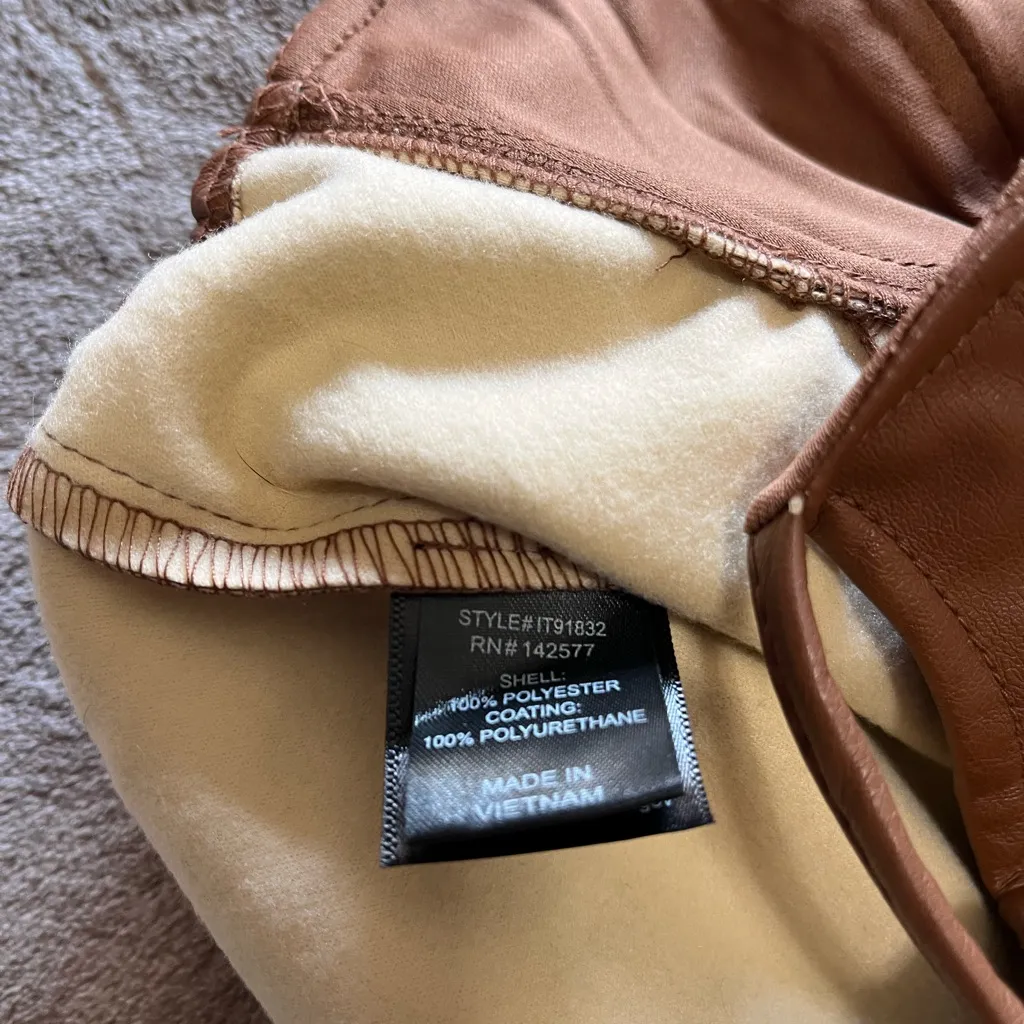 STYLE# IT91832
RN# 142577
SHELL:
100% POLYESTER
COATING:
100% POLYURETHANE
MADE IN
VIETNAM